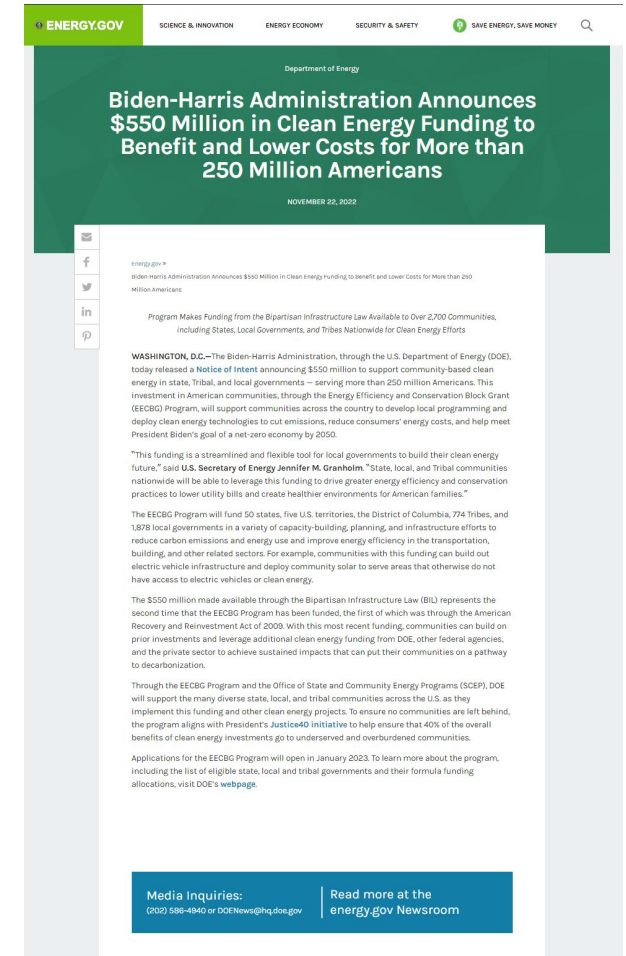 ENERGY.GOV SCIENCE & INNOVATION ENERGY ECONOMY SECURITY & SAFETY SAVE ENERGY, SAVE MONEY
Department of Energy
Biden-Harris Administration Announces
$550 Million in Clean Energy Funding to
Benefit and Lower Costs for More than
250 Million Americans
NOVEMBER 22, 2022
Energy.gov »
Biden-Harris Administration Announces $550 Million in Clean Energy Funding to Benefit and Lower Costs for More than 250
Million Americans
Program Makes Funding from the Bipartisan Infrastructure Law Available to Over 2,700 Communities,
including States, Local Governments, and Tribes Nationwide for Clean Energy Efforts
WASHINGTON, D.C.—The Biden-Harris Administration, through the U.S. Department of Energy (DOE),
today released a Notice of Intent announcing $550 million to support community-based clean
energy in state, Tribal, and local governments — serving more than 250 million Americans. This
investment in American communities, through the Energy Efficiency and Conservation Block Grant
(EECBG) Program, will support communities across the country to develop local programming and
deploy clean energy technologies to cut emissions, reduce consumers' energy costs, and help meet
President Biden's goal of a net-zero economy by 2050.
"This funding is a streamlined and flexible tool for local governments to build their clean energy
future," said U.S. Secretary of Energy Jennifer M. Granholm. "State, local, and Tribal communities
nationwide will be able to leverage this funding to drive greater energy efficiency and conservation
practices to lower utility bills and create healthier environments for American families."
The EECBG Program will fund 50 states, five U.S. territories, the District of Columbia, 774 Tribes, and
1,878 local governments in a variety of capacity-building, planning, and infrastructure efforts to
reduce carbon emissions and energy use and improve energy efficiency in the transportation,
building, and other related sectors. For example, communities with this funding can build out
electric vehicle infrastructure and deploy community solar to serve areas that otherwise do not
have access to electric vehicles or clean energy.
The $550 million made available through the Bipartisan Infrastructure Law (BIL) represents the
second time that the EECBG Program has been funded, the first of which was through the American
Recovery and Reinvestment Act of 2009. With this most recent funding, communities can build on
prior investments and leverage additional clean energy funding from DOE, other federal agencies,
and the private sector to achieve sustained impacts that can put their communities on a pathway
to decarbonization.
Through the EECBG Program and the Office of State and Community Energy Programs (SCEP), DOE
will support the many diverse state, local, and tribal communities across the U.S. as they
implement this funding and other clean energy projects. To ensure no communities are left behind,
the program aligns with President's Justice40 initiative to help ensure that 40% of the overall
benefits of clean energy investments go to underserved and overburdened communities.
Applications for the EECBG Program will open in January 2023. To learn more about the program,
including the list of eligible state, local and tribal governments and their formula funding
allocations, visit DOE's webpage.
Media Inquiries:
(202) 586-4940 or DOENews@hq.doe.gov
Read more at the
energy.gov Newsroom